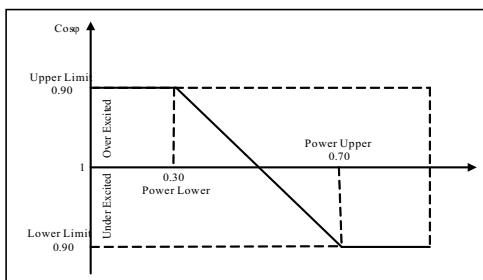 Cosφ
Upper Limit
0.90
Over Excited
Power Upper
0.70
1
0.30
Power Lower
Under Excited
Lower Limit
0.90